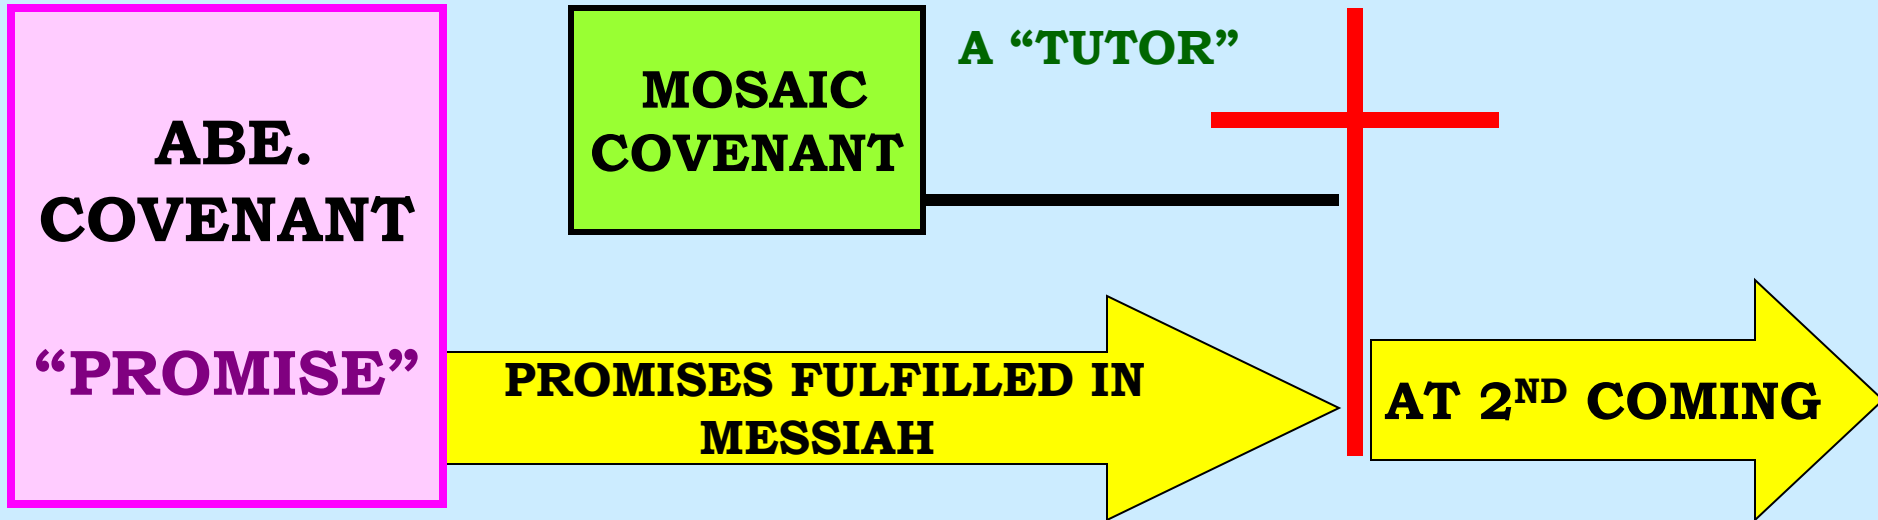 ABE.
COVENANT
“PROMISE”
MOSAIC
COVENANT
A “TUTOR”
PROMISES FULFILLED IN
MESSIAH
AT 2ND COMING